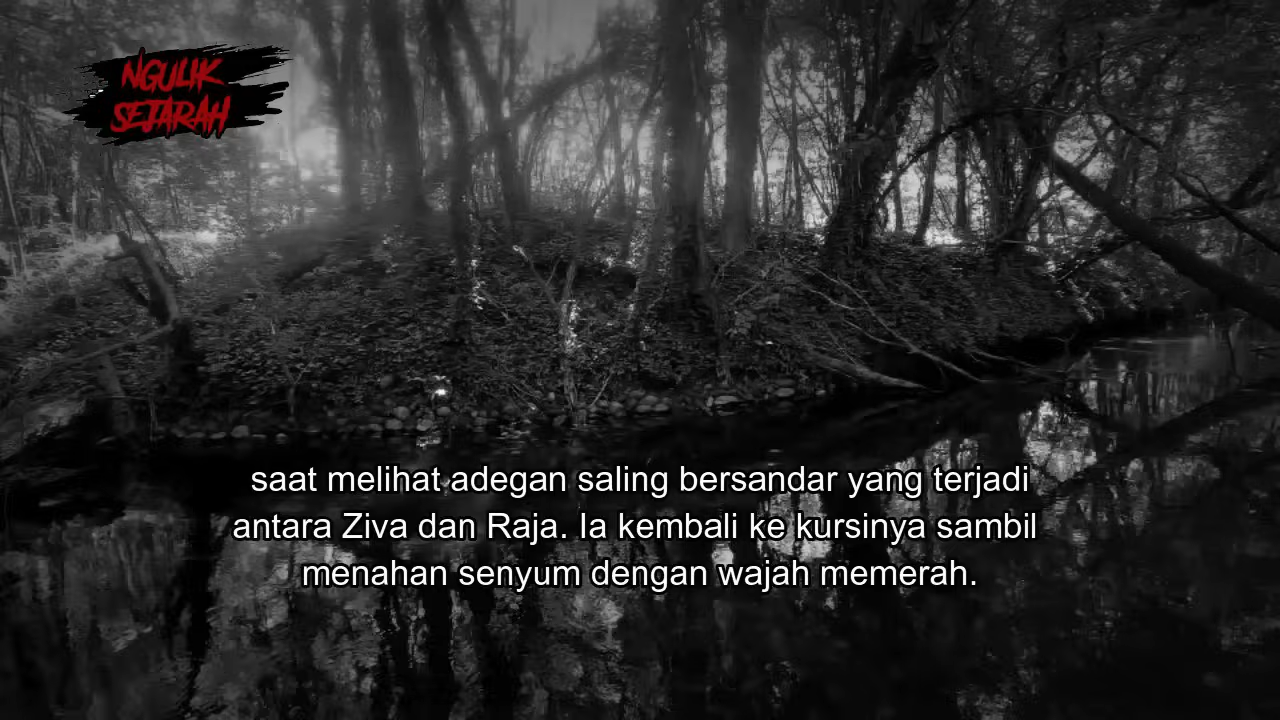 NGULIK
SEJARAH
saat melihat adegan saling bersandar yang terjadi
antara Ziva dan Raja. Ia kembali ke kursinya sambil
menahan senyum dengan wajah memerah.